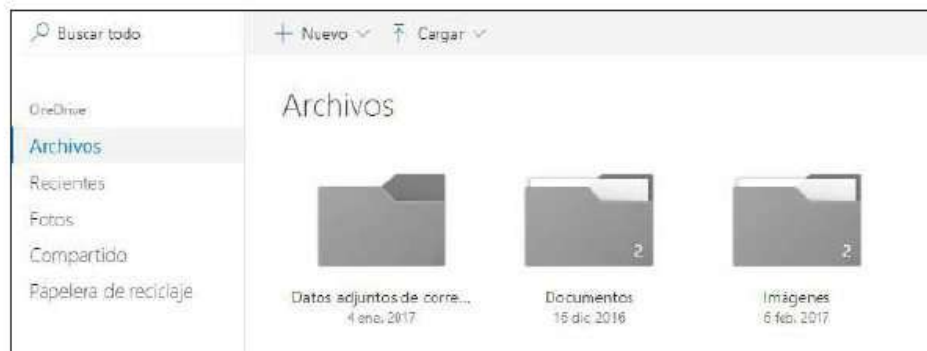 Buscar todo
Nuevo Cargar
OneDrive
Archivos
Recientes
Fotos
Compartido
Papelera de reciclaje
Archivos
2
2
Datos adjuntos de corre...
4 ene. 2017
Documentos
15 dic. 2016
Imágenes
6 feb. 2017